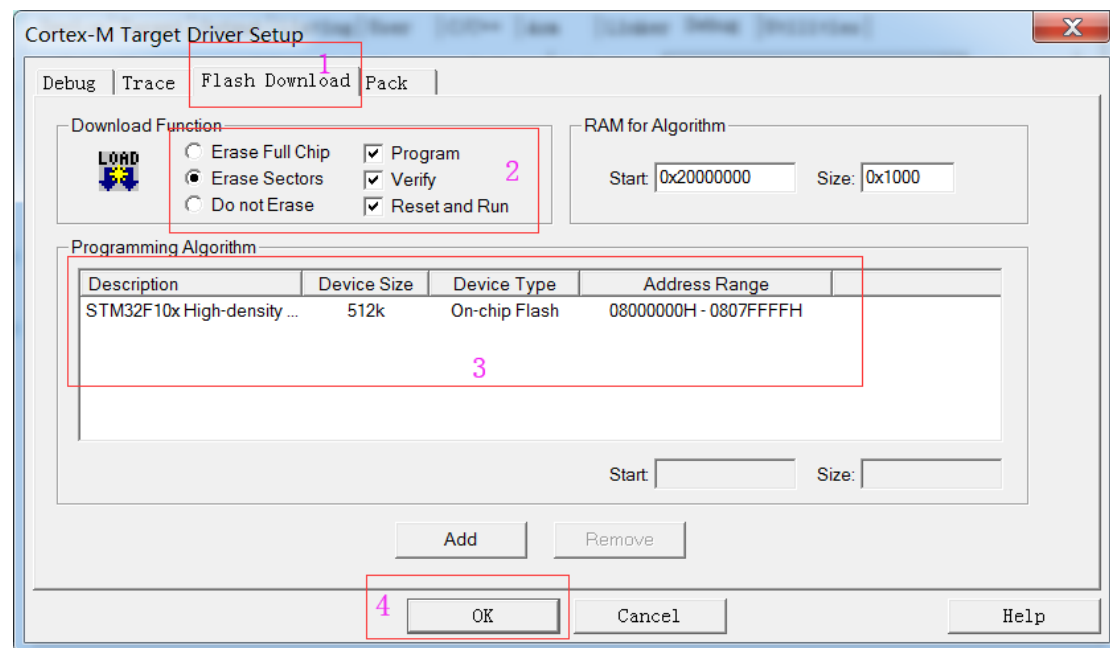 Cortex-M Target Driver Setup
X
1
Debug Trace Flash Download Pack
Download Function
RAM for Algorithm
LOAD
Erase Full Chip Program
Erase Sectors Verify
Do not Erase Reset and Run
2
Start: 0x20000000 Size: 0x1000
Programming Algorithm
Description Device Size Device Type Address Range
STM32F10x High-density ... 512k On-chip Flash 08000000H - 0807FFFFH
3
Start: Size:
Add Remove
4
OK Cancel Help